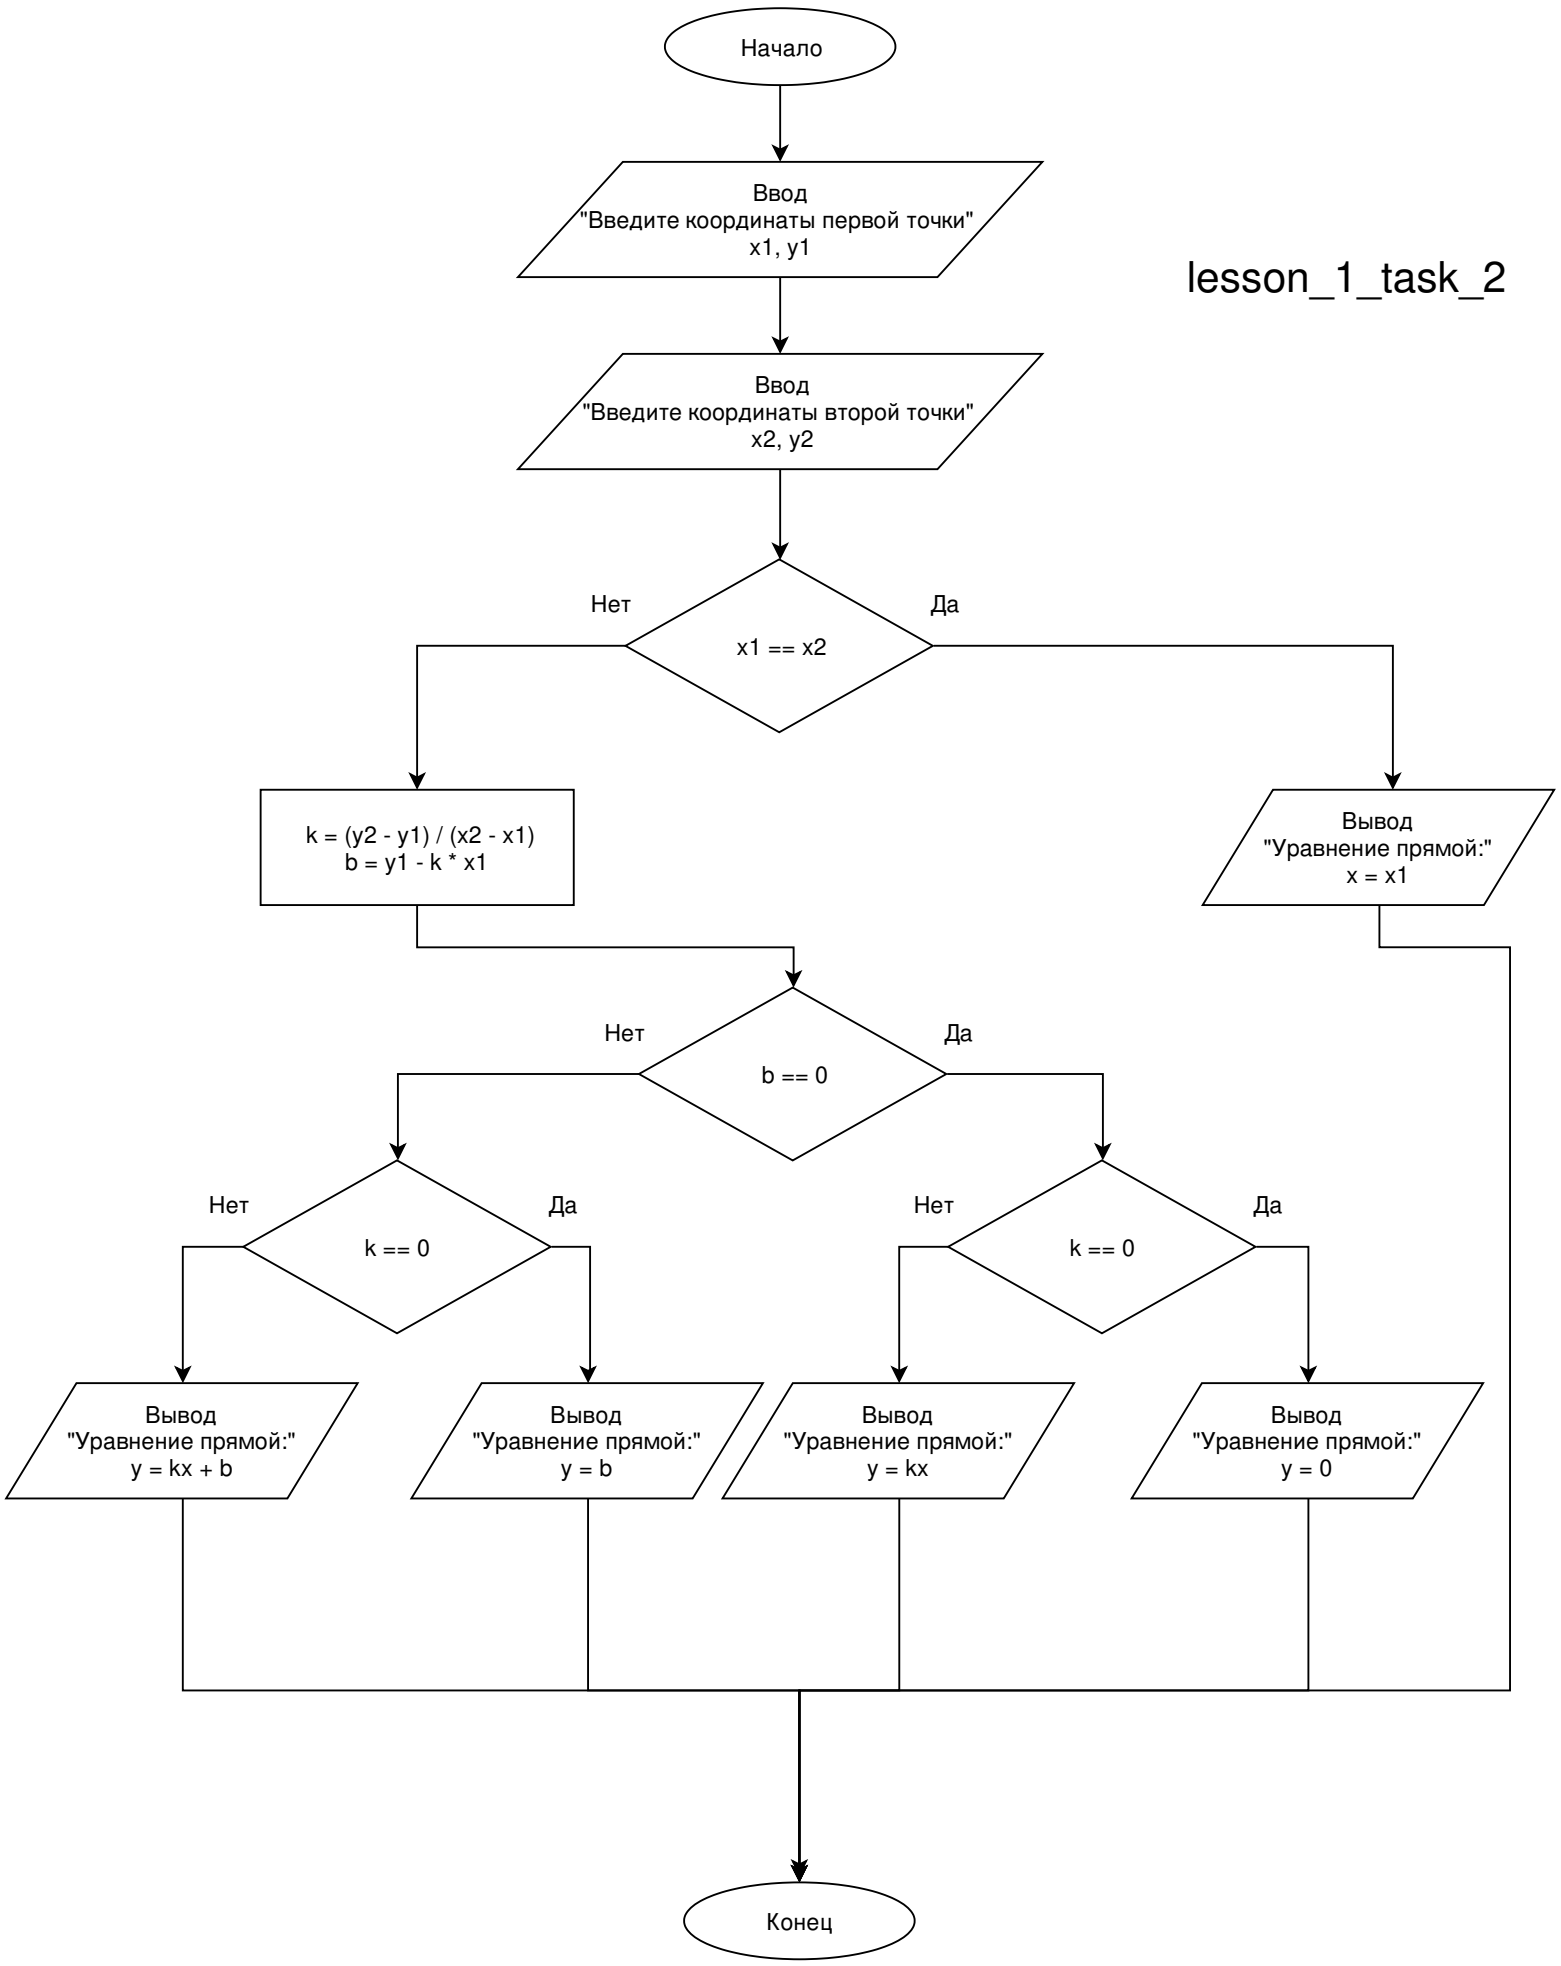 Начало
Ввод
"Введите координаты первой точки"
x1, y1
lesson_1_task_2
Ввод
"Введите координаты второй точки"
x2, y2
Нет
Да
x1 == x2
k = (y2 - y1) / (x2 - x1)
b = y1 - k * x1
Вывод
"Уравнение прямой:"
x = x1
Нет
Да
b == 0
Нет
Да
k == 0
Нет
Да
k == 0
Вывод
"Уравнение прямой:"
y = kx + b
Вывод
"Уравнение прямой:"
y = b
Вывод
"Уравнение прямой:"
y = kx
Вывод
"Уравнение прямой:"
y = 0
Конец